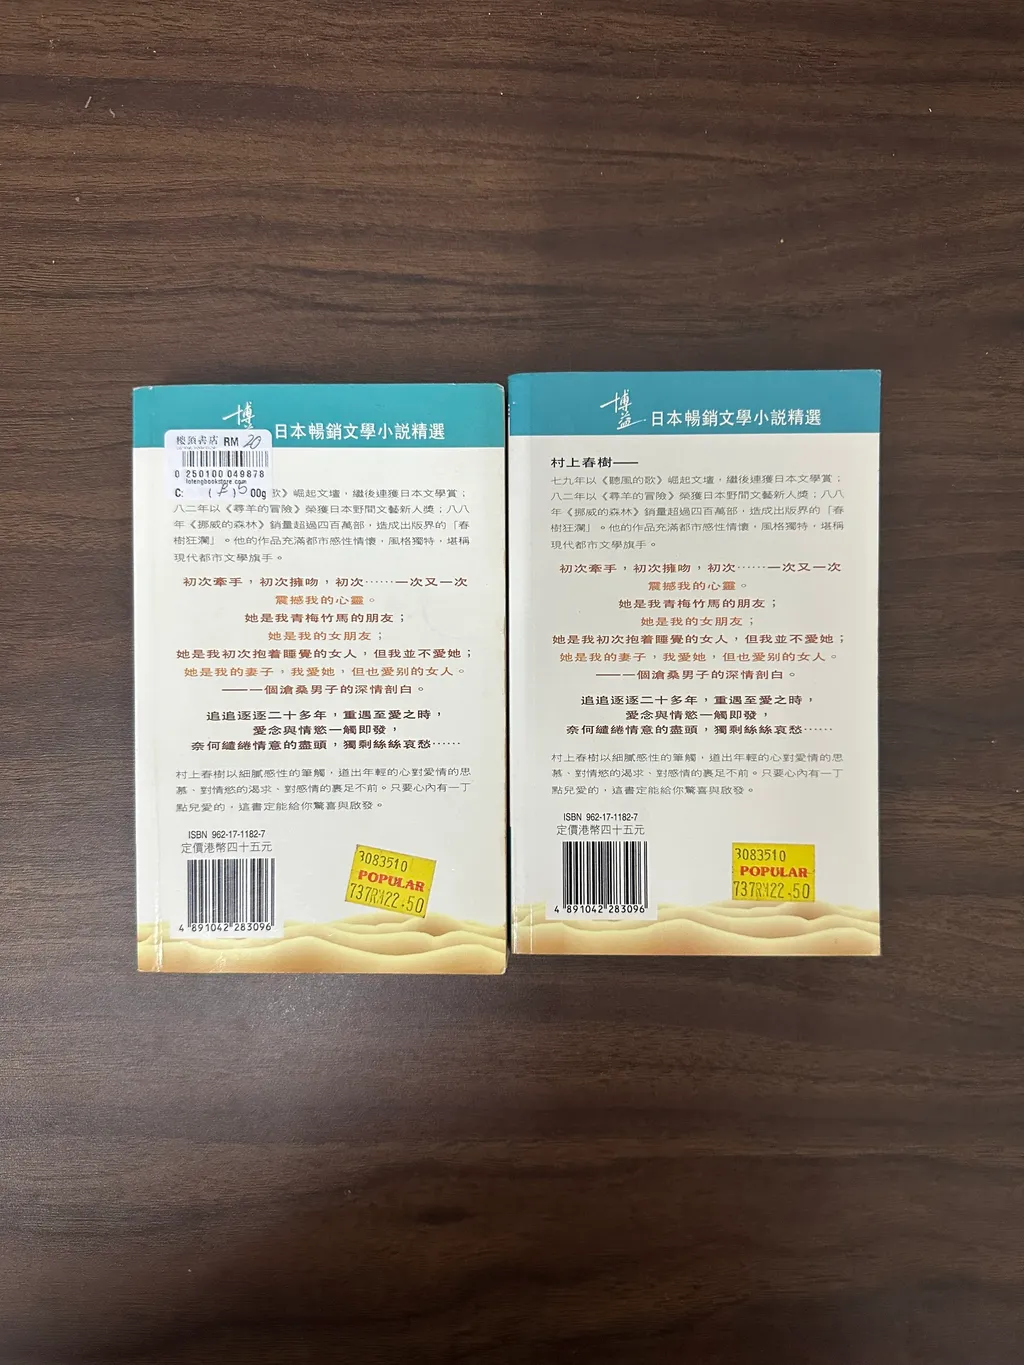 博益
日本暢銷文學小說精選
樓頂書店 RM 20
0 250100 049878
lotengbookstore.com
C: 15 00g
歌》崛起文壇，繼後連獲日本文學賞；
八二年以《尋羊的冒險》榮獲日本野間文藝新人獎；八八
年《挪威的森林》銷量超過四百萬部，造成出版界的「春
樹狂瀾」。他的作品充滿都市感性情懷，風格獨特，堪稱
現代都市文學旗手。
初次牽手，初次擁吻，初次……一次又一次
震撼我的心靈。
她是我青梅竹馬的朋友；
她是我的女朋友；
她是我初次抱着睡覺的女人，但我並不愛她；
她是我的妻子，我愛她，但也愛別的女人。
——一個滄桑男子的深情剖白。
追追逐逐二十多年，重遇至愛之時，
愛念與情慾一觸即發，
奈何繾綣情意的盡頭，獨剩絲絲哀愁……
村上春樹以細膩感性的筆觸，道出年輕的心對愛情的思
慕、對情慾的渴求、對感情的裹足不前。只要心內有一丁
點兒愛的，這書定能給你驚喜與啟發。
ISBN 962-17-1182-7
定價港幣四十五元
4 891042 283096
3083510
POPULAR
737RM22.50
博益
日本暢銷文學小說精選
村上春樹——
七九年以《聽風的歌》崛起文壇，繼後連獲日本文學賞；
八二年以《尋羊的冒險》榮獲日本野間文藝新人獎；八八
年《挪威的森林》銷量超過四百萬部，造成出版界的「春
樹狂瀾」。他的作品充滿都市感性情懷，風格獨特，堪稱
現代都市文學旗手。
初次牽手，初次擁吻，初次……一次又一次
震撼我的心靈。
她是我青梅竹馬的朋友；
她是我的女朋友；
她是我初次抱着睡覺的女人，但我並不愛她；
她是我的妻子，我愛她，但也愛別的女人。
——一個滄桑男子的深情剖白。
追追逐逐二十多年，重遇至愛之時，
愛念與情慾一觸即發，
奈何繾綣情意的盡頭，獨剩絲絲哀愁……
村上春樹以細膩感性的筆觸，道出年輕的心對愛情的思
慕、對情慾的渴求、對感情的裹足不前。只要心內有一丁
點兒愛的，這書定能給你驚喜與啟發。
ISBN 962-17-1182-7
定價港幣四十五元
4 891042 283096
3083510
POPULAR
737RM22.50